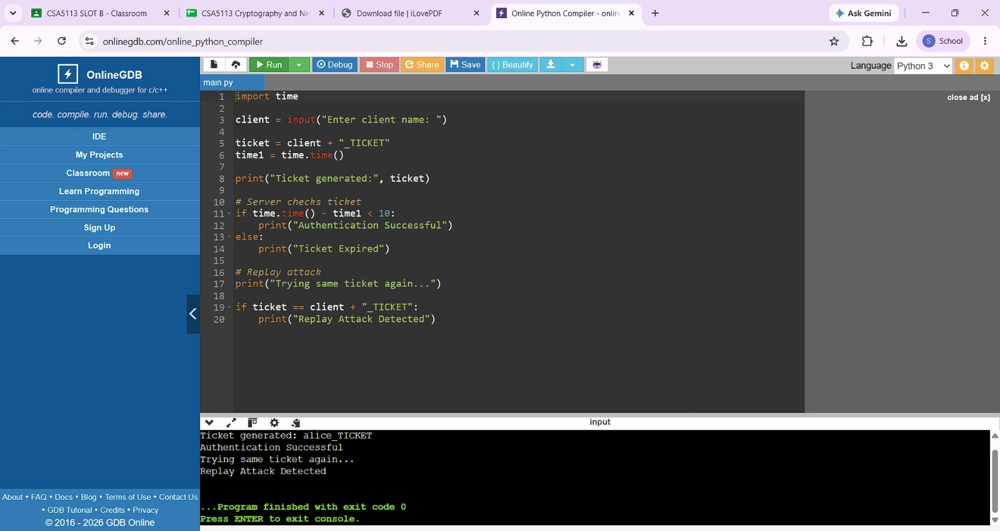 CSA5113 SLOT B - Classroom
CSA5113 Cryptography and Ne
Download file | iLovePDF
Online Python Compiler - onlin
Ask Gemini
onlinegdb.com/online_python_compiler
S School
OnlineGDB
online compiler and debugger for c/c++
code. compile. run. debug. share.
IDE
My Projects
Classroom new
Learn Programming
Programming Questions
Sign Up
Login
About • FAQ • Docs • Blog • Terms of Use • Contact Us
• GDB Tutorial • Credits • Privacy
© 2016 - 2026 GDB Online
Run Debug Stop Share Save {} Beautify
Language Python 3
main.py
close ad [x]
1 import time
2
3 client = input("Enter client name: ")
4
5 ticket = client + "_TICKET"
6 time1 = time.time()
7
8 print("Ticket generated:", ticket)
9
10 # Server checks ticket
11 if time.time() - time1 < 10:
12     print("Authentication Successful")
13 else:
14     print("Ticket Expired")
15
16 # Replay attack
17 print("Trying same ticket again...")
18
19 if ticket == client + "_TICKET":
20     print("Replay Attack Detected")
input
Ticket generated: alice_TICKET
Authentication Successful
Trying same ticket again...
Replay Attack Detected
...Program finished with exit code 0
Press ENTER to exit console.